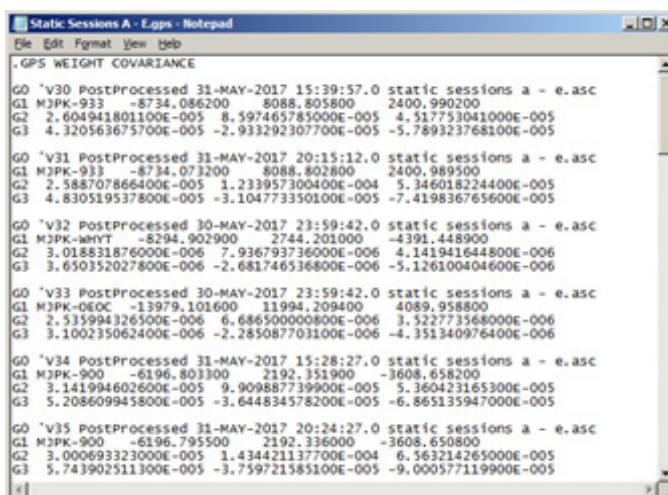 Static Sessions A - E.gps - Notepad
File Edit Format View Help
.GPS WEIGHT COVARIANCE
G0 'V30 PostProcessed 31-MAY-2017 15:39:57.0 static sessions a - e.asc
G1 MJPK-933 -8734.086200 8088.805800 2400.990200
G2 2.604941801100E-005 8.597465785000E-005 4.517753041000E-005
G3 4.320563675700E-005 -2.933292307700E-005 -5.789323768100E-005
G0 'V31 PostProcessed 31-MAY-2017 20:15:12.0 static sessions a - e.asc
G1 MJPK-933 -8734.073200 8088.802800 2400.989500
G2 2.588707866400E-005 1.233957300400E-004 5.346018224400E-005
G3 4.830519537800E-005 -3.104773350100E-005 -7.419836765600E-005
G0 'V32 PostProcessed 30-MAY-2017 23:59:42.0 static sessions a - e.asc
G1 MJPK-WHYT -8294.902900 2744.201000 -4391.448900
G2 3.018831876000E-006 7.936793736000E-006 4.141941644800E-006
G3 3.650352027800E-006 -2.681746536800E-006 -5.126100404600E-006
G0 'V33 PostProcessed 30-MAY-2017 23:59:42.0 static sessions a - e.asc
G1 MJPK-OEOC -13979.101600 11994.209400 4089.958800
G2 2.535994326500E-006 6.686500000800E-006 3.522773568000E-006
G3 3.100235062400E-006 -2.285087703100E-006 -4.351340976400E-006
G0 'V34 PostProcessed 31-MAY-2017 15:28:27.0 static sessions a - e.asc
G1 MJPK-900 -6196.803300 2192.351900 -3608.658200
G2 3.141994602600E-005 9.909887739900E-005 5.360423165300E-005
G3 5.208609945800E-005 -3.644834578200E-005 -6.865135947000E-005
G0 'V35 PostProcessed 31-MAY-2017 20:24:27.0 static sessions a - e.asc
G1 MJPK-900 -6196.795500 2192.336000 -3608.650800
G2 3.000693323000E-005 1.434421137700E-004 6.563214265000E-005
G3 5.743902511300E-005 -3.759721585100E-005 -9.000577119900E-005